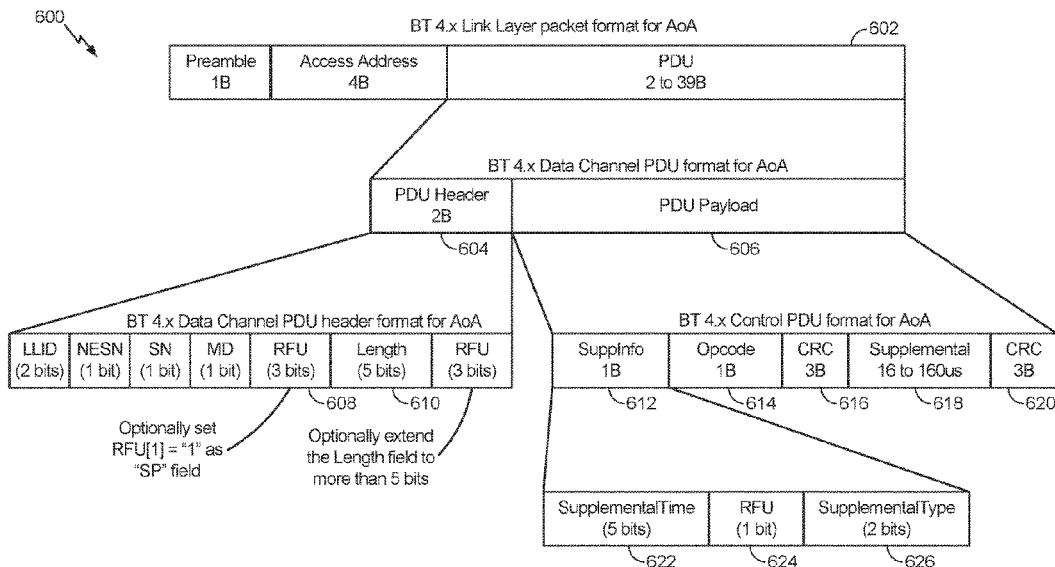 600
BT 4.x Link Layer packet format for AoA
602
Preamble
1B
Access Address
4B
PDU
2 to 39B
BT 4.x Data Channel PDU format for AoA
PDU Header
2B
PDU Payload
604
606
BT 4.x Data Channel PDU header format for AoA
LLID
(2 bits)
NESN
(1 bit)
SN
(1 bit)
MD
(1 bit)
RFU
(3 bits)
Length
(5 bits)
RFU
(3 bits)
608
610
Optionally set
RFU[1] = "1" as
"SP" field
Optionally extend
the Length field to
more than 5 bits
BT 4.x Control PDU format for AoA
SuppInfo
1B
Opcode
1B
CRC
3B
Supplemental
16 to 160us
CRC
3B
612
614
616
618
620
SupplementalTime
(5 bits)
RFU
(1 bit)
SupplementalType
(2 bits)
622
624
626